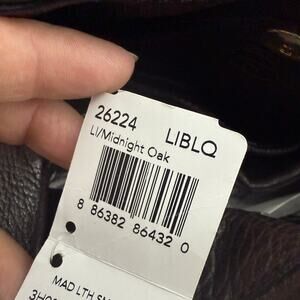 26224 LIBLQ
LI/Midnight Oak
8 86382 86432 0
MAD LTH